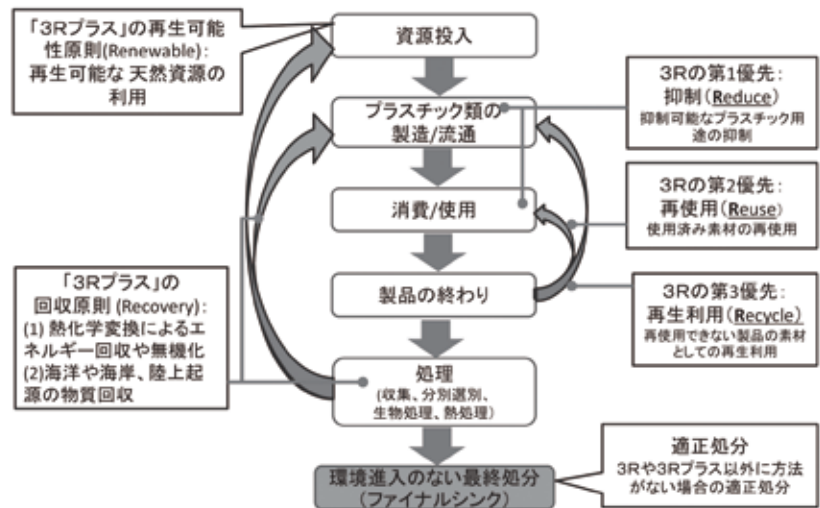 「３Rプラス」の再生可能
性原則(Renewable)：
再生可能な 天然資源の
利用
資源投入
プラスチック類の
製造/流通
消費/使用
製品の終わり
処理
(収集、分別選別、
生物処理、熱処理)
環境進入のない最終処分
(ファイナルシンク)
３Rの第1優先：
抑制（Reduce）
抑制可能なプラスチック用
途の抑制
３Rの第2優先：
再使用（Reuse）
使用済み素材の再使用
３Rの第3優先：
再生利用（Recycle）
再使用できない製品の素材
としての再生利用
「３Rプラス」の
回収原則 (Recovery)：
(1) 熱化学変換によるエ
ネルギー回収や無機化
(2)海洋や海岸、陸上起
源の物質回収
適正処分
３Rや３Rプラス以外に方法
がない場合の適正処分